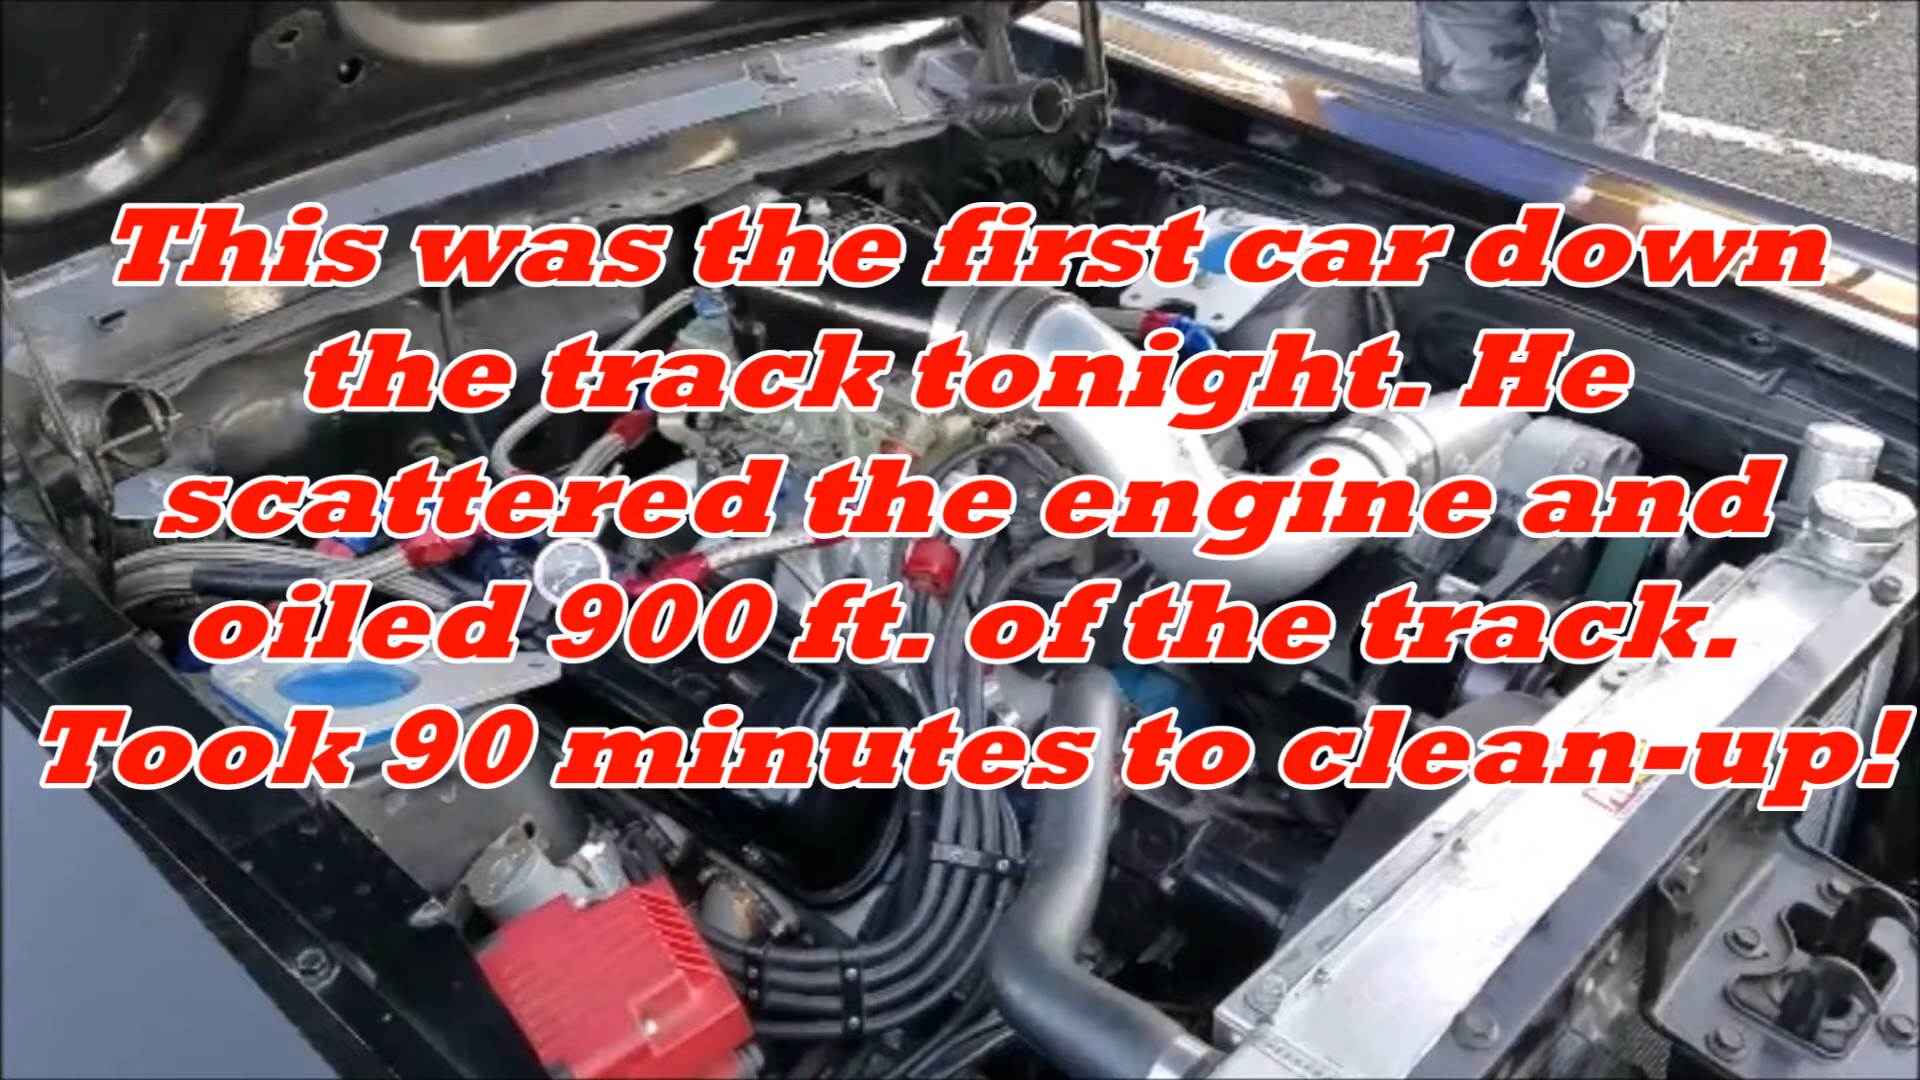 This was the first car down
the track tonight. He
scattered the engine and
oiled 900 ft. of the track.
Took 90 minutes to clean-up!